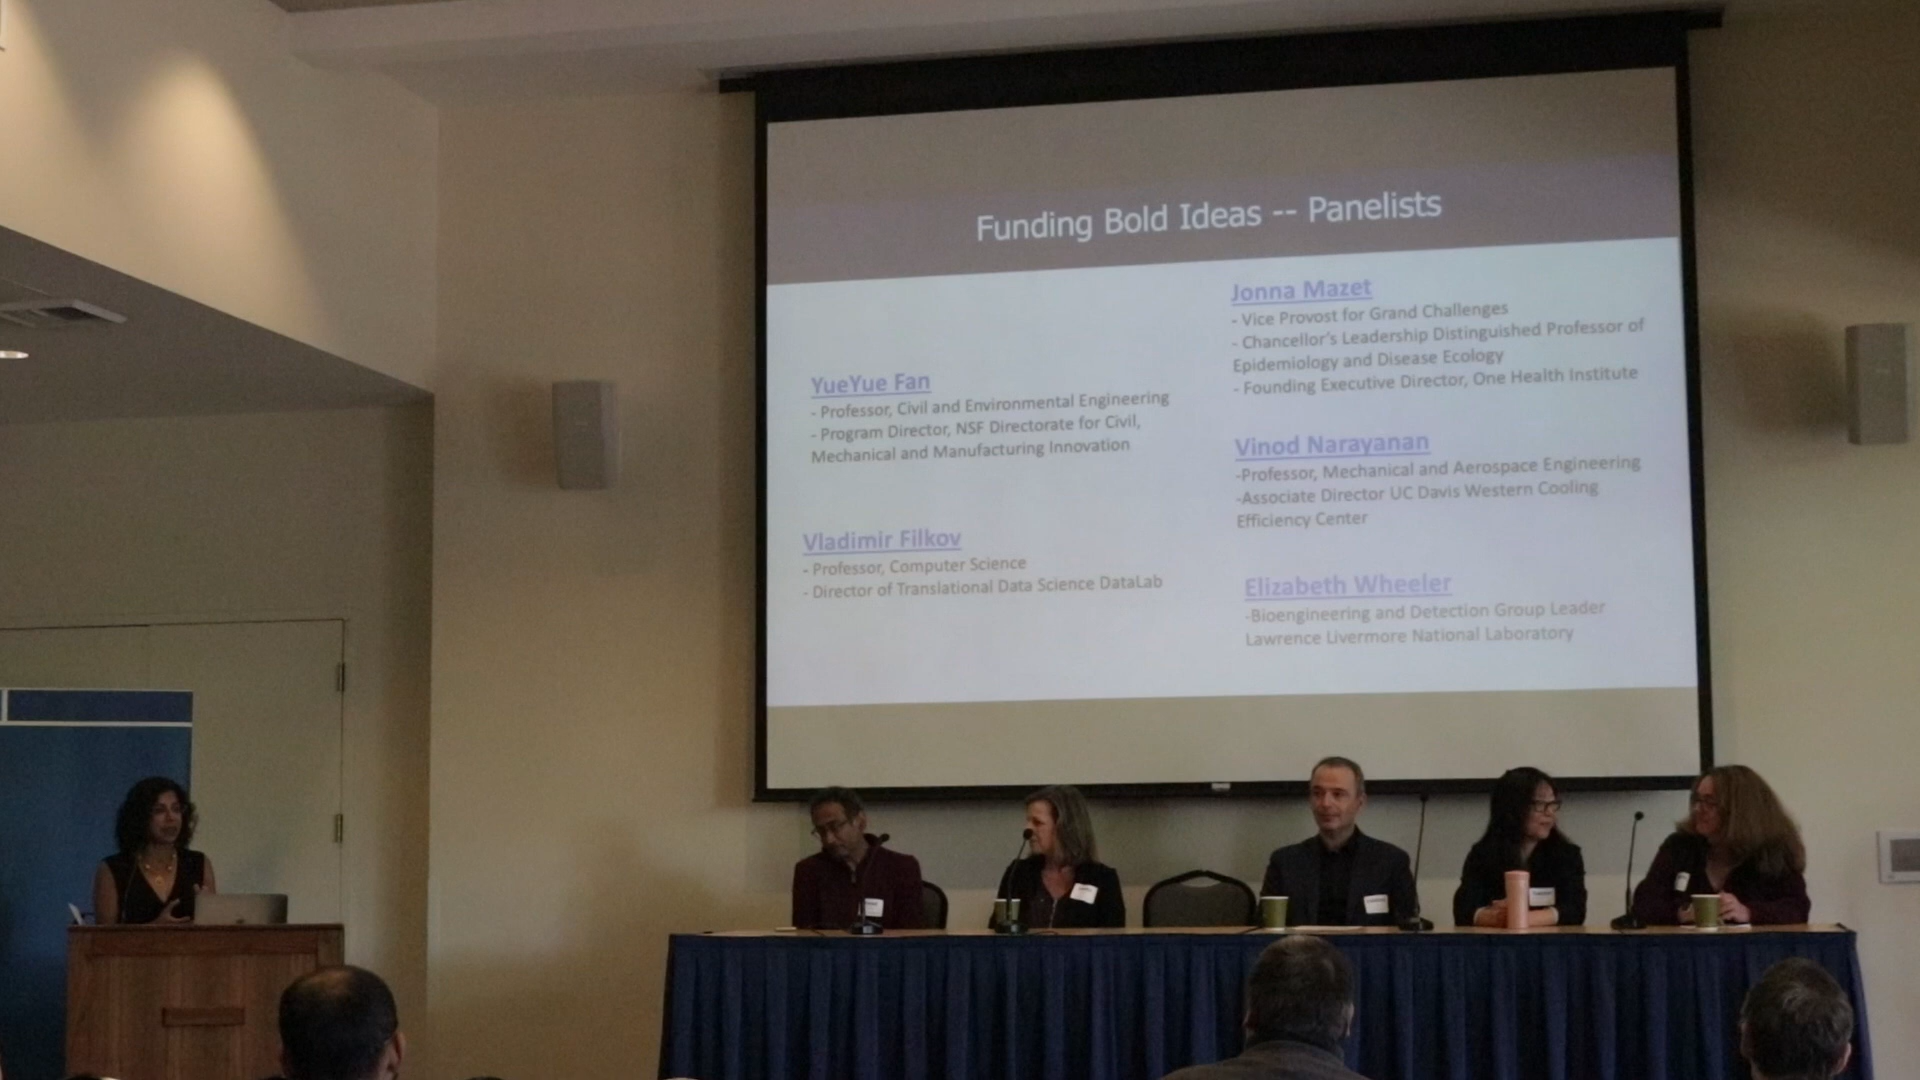 Funding Bold Ideas -- Panelists
YueYue Fan
- Professor, Civil and Environmental Engineering
- Program Director, NSF Directorate for Civil,
Mechanical and Manufacturing Innovation
Vladimir Filkov
- Professor, Computer Science
- Director of Translational Data Science DataLab
Jonna Mazet
- Vice Provost for Grand Challenges
- Chancellor's Leadership Distinguished Professor of
Epidemiology and Disease Ecology
- Founding Executive Director, One Health Institute
Vinod Narayanan
-Professor, Mechanical and Aerospace Engineering
-Associate Director UC Davis Western Cooling
Efficiency Center
Elizabeth Wheeler
-Bioengineering and Detection Group Leader
Lawrence Livermore National Laboratory